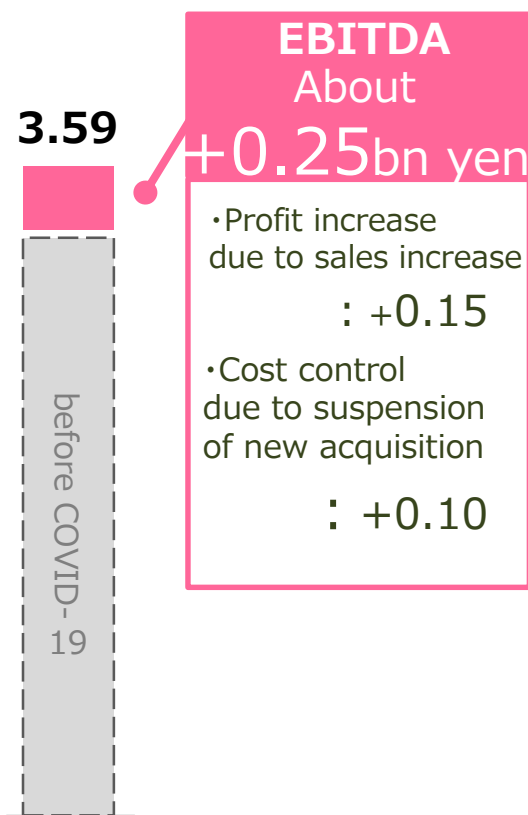 3.59
before COVID-
19
EBITDA
About
+0.25bn yen
・Profit increase
due to sales increase
: +0.15
・Cost control
due to suspension
of new acquisition
: +0.10